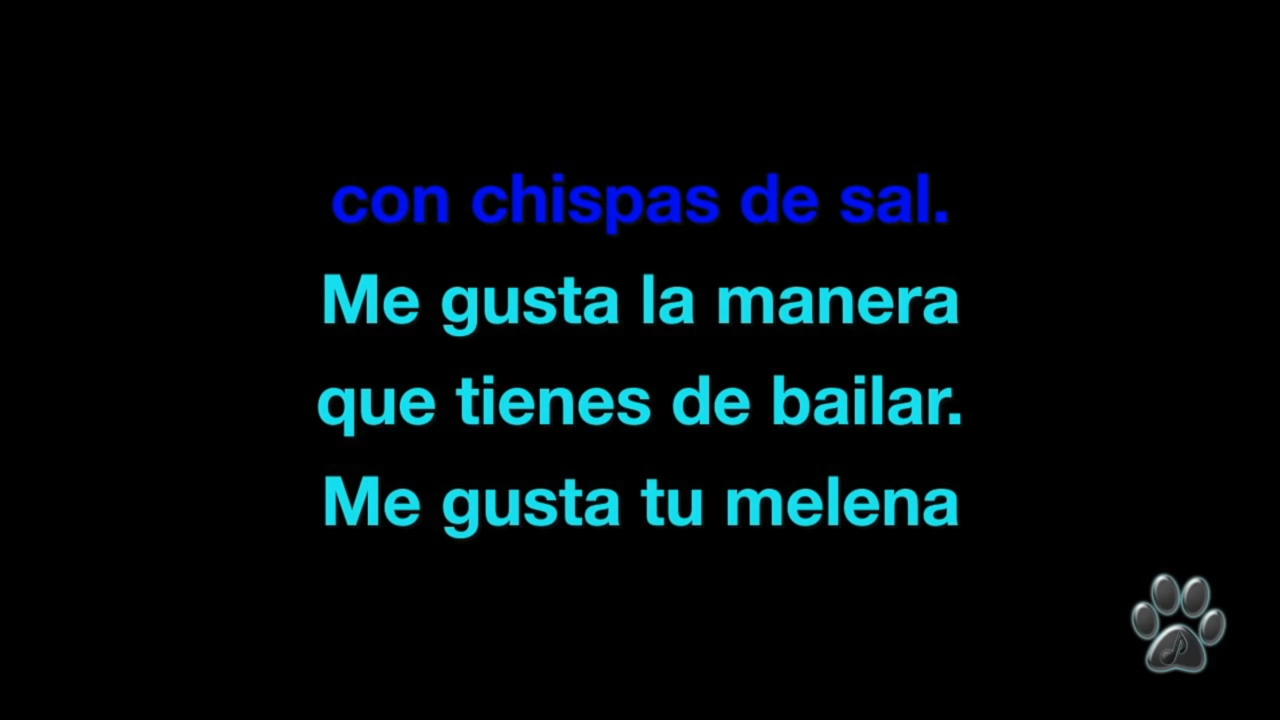 con chispas de sal.
Me gusta la manera
que tienes de bailar.
Me gusta tu melena